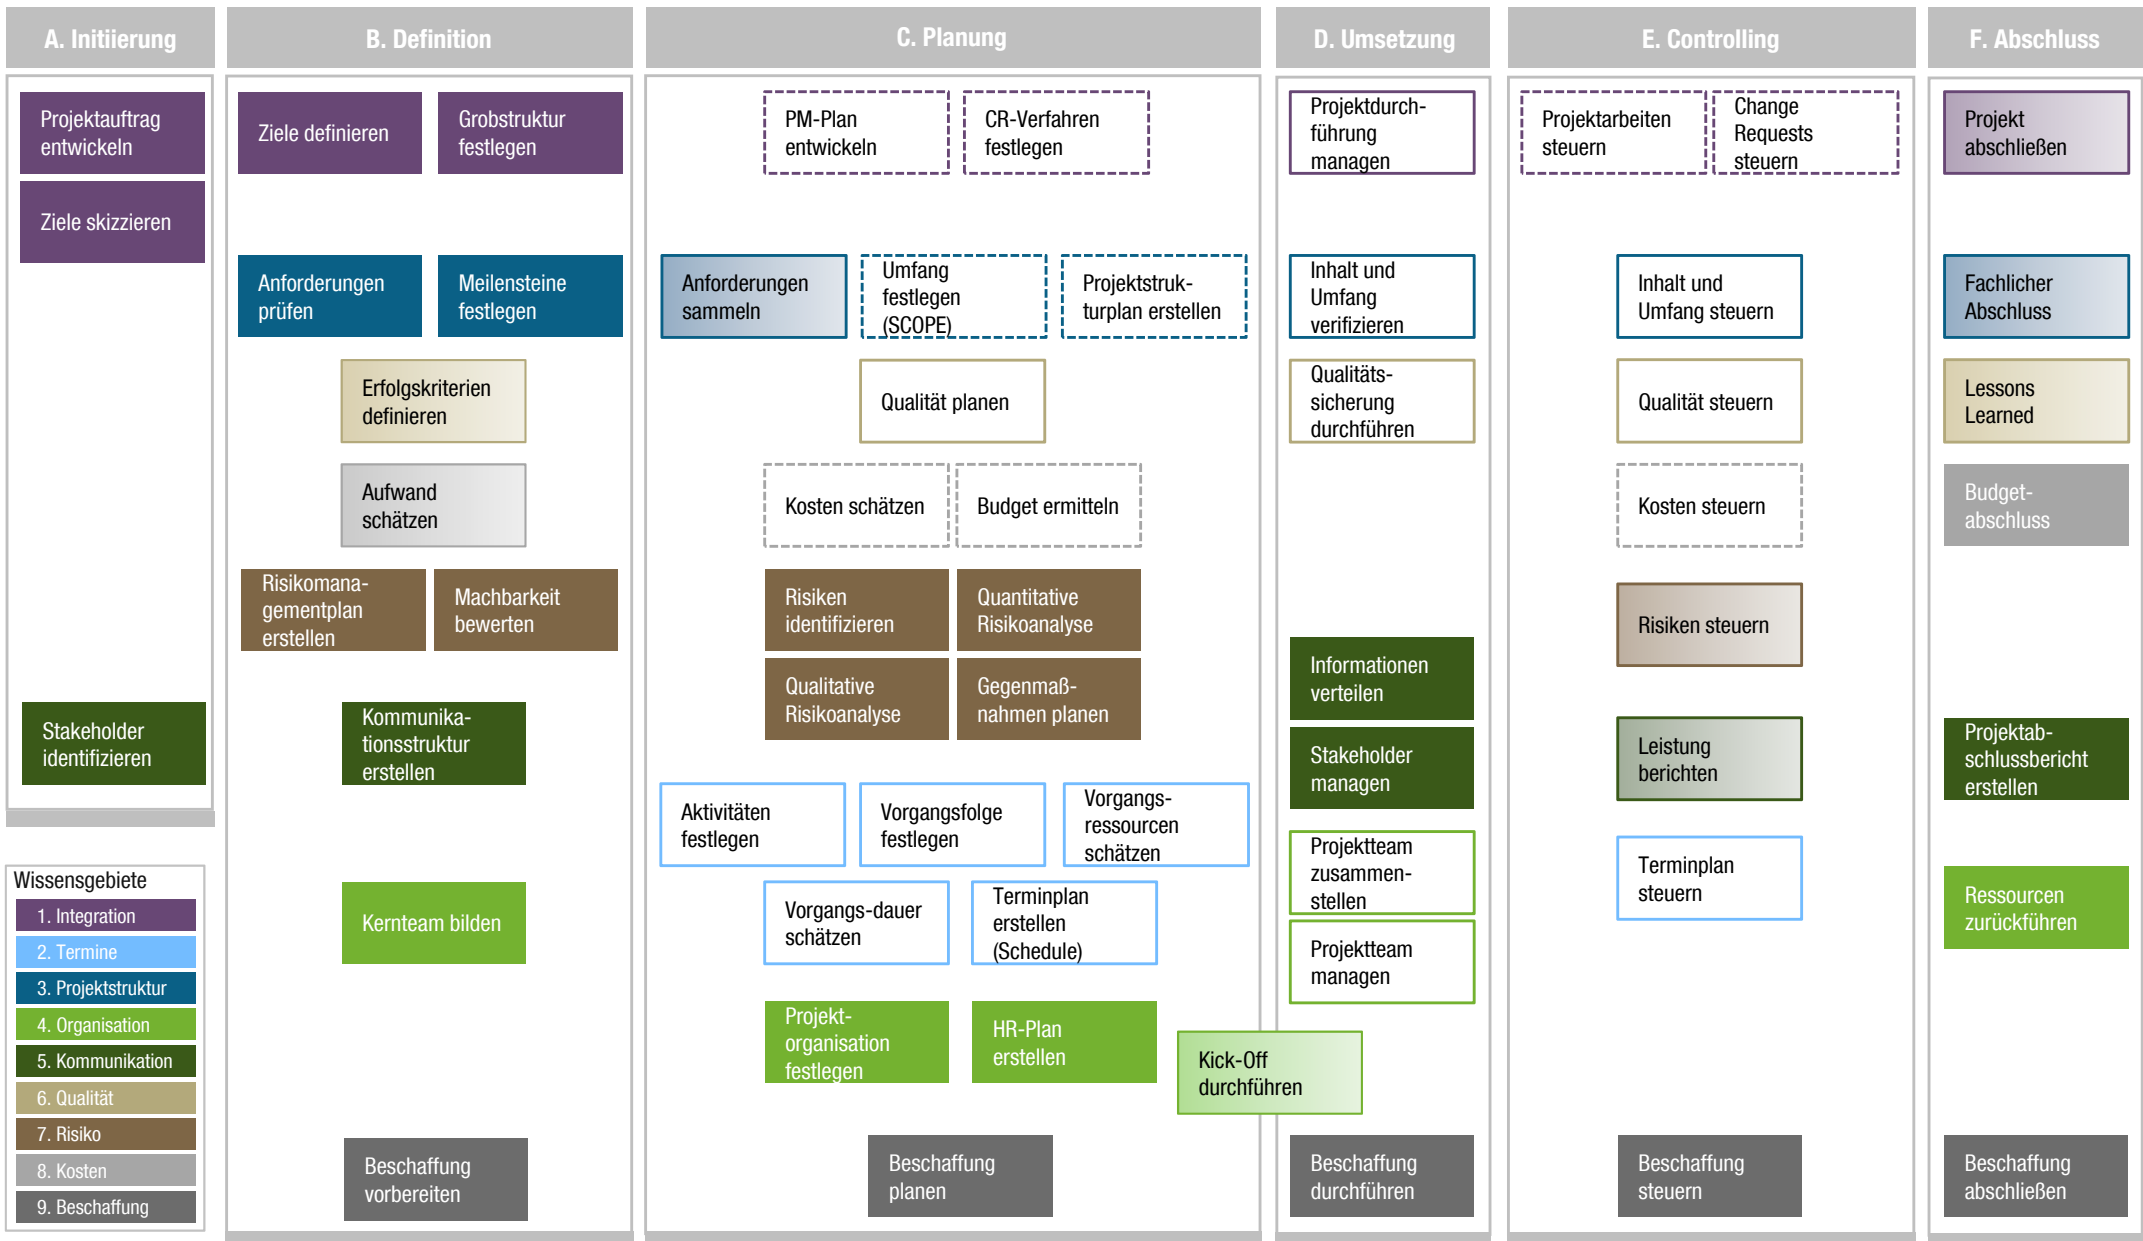 A. Initiierung
B. Definition
C. Planung
D. Umsetzung
E. Controlling
F. Abschluss
Projektauftrag
entwickeln
Ziele skizzieren
Stakeholder
identifizieren
Ziele definieren
Grobstruktur
festlegen
Anforderungen
prüfen
Meilensteine
festlegen
Erfolgskriterien
definieren
Aufwand
schätzen
Risikomana-
gementplan
erstellen
Machbarkeit
bewerten
Kommunika-
tionsstruktur
erstellen
Kernteam bilden
Beschaffung
vorbereiten
PM-Plan
entwickeln
CR-Verfahren
festlegen
Anforderungen
sammeln
Umfang
festlegen
(SCOPE)
Projektstruk-
turplan erstellen
Qualität planen
Kosten schätzen
Budget ermitteln
Risiken
identifizieren
Quantitative
Risikoanalyse
Qualitative
Risikoanalyse
Gegenmaß-
nahmen planen
Aktivitäten
festlegen
Vorgangsfolge
festlegen
Vorgangs-
ressourcen
schätzen
Vorgangs-dauer
schätzen
Terminplan
erstellen
(Schedule)
Projekt-
organisation
festlegen
HR-Plan
erstellen
Kick-Off
durchführen
Beschaffung
planen
Projektdurch-
führung
managen
Inhalt und
Umfang
verifizieren
Qualitäts-
sicherung
durchführen
Informationen
verteilen
Stakeholder
managen
Projektteam
zusammen-
stellen
Projektteam
managen
Beschaffung
durchführen
Projektarbeiten
steuern
Change
Requests
steuern
Inhalt und
Umfang steuern
Qualität steuern
Kosten steuern
Risiken steuern
Leistung
berichten
Terminplan
steuern
Beschaffung
steuern
Projekt
abschließen
Fachlicher
Abschluss
Lessons
Learned
Budget-
abschluss
Projektab-
schlussbericht
erstellen
Ressourcen
zurückführen
Beschaffung
abschließen
Wissensgebiete
1. Integration
2. Termine
3. Projektstruktur
4. Organisation
5. Kommunikation
6. Qualität
7. Risiko
8. Kosten
9. Beschaffung